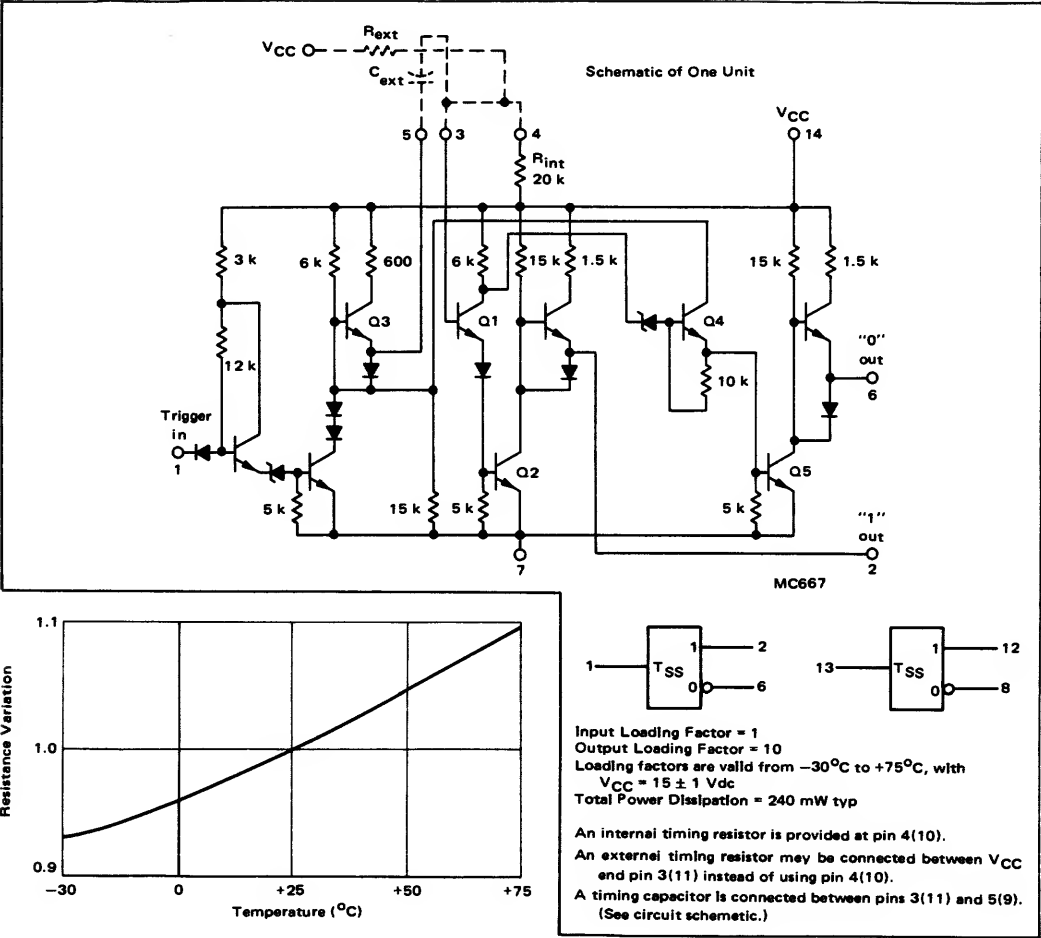 Rext
VCC
Cext
Schematic of One Unit
VCC
5
3
4
14
Rint
20 k
3 k
6 k
600
6 k
15 k
1.5 k
15 k
1.5 k
Q3
Q1
Q4
"0"
out
12 k
10 k
6
Trigger
in
1
Q2
Q5
5 k
15 k
5 k
5 k
"1"
out
7
2
MC667
1.1
1.0
0.9
Resistance Variation
−30
0
+25
+50
+75
Temperature (°C)
1
TSS
1
2
0
6
13
TSS
1
12
0
8
Input Loading Factor = 1
Output Loading Factor = 10
Loading factors are valid from −30°C to +75°C, with
VCC = 15 ± 1 Vdc
Total Power Dissipation = 240 mW typ
An internal timing resistor is provided at pin 4(10).
An externei timing resistor may be connected between VCC
end pin 3(11) instead of using pin 4(10).
A timing capacitor is connected between pins 3(11) and 5(9).
(See circuit schemetic.)